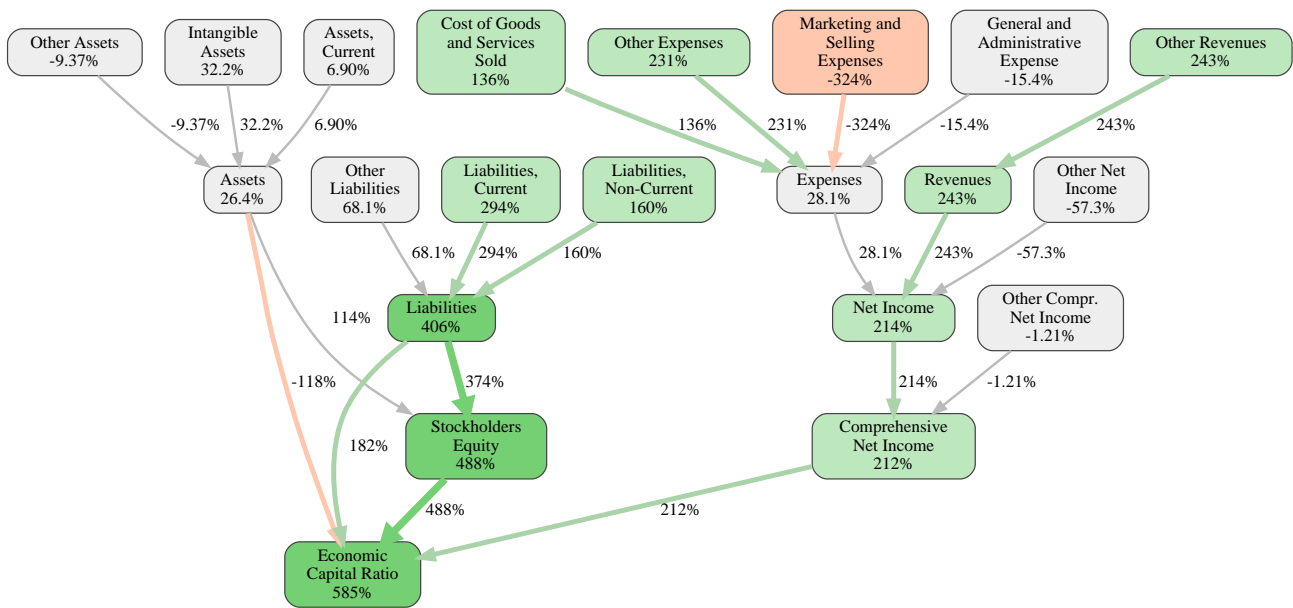 Other Assets
-9.37%
Intangible
Assets
32.2%
Assets,
Current
6.90%
Cost of Goods
and Services
Sold
136%
Other Expenses
231%
Marketing and
Selling
Expenses
-324%
General and
Administrative
Expense
-15.4%
Other Revenues
243%
-9.37%
32.2%
6.90%
136%
231%
-324%
-15.4%
243%
Assets
26.4%
Other
Liabilities
68.1%
Liabilities,
Current
294%
Liabilities,
Non-Current
160%
Expenses
28.1%
Revenues
243%
Other Net
Income
-57.3%
68.1%
294%
160%
28.1%
243%
-57.3%
Liabilities
406%
Net Income
214%
Other Compr.
Net Income
-1.21%
114%
-118%
374%
214%
-1.21%
Stockholders
Equity
488%
Comprehensive
Net Income
212%
182%
488%
212%
Economic
Capital Ratio
585%